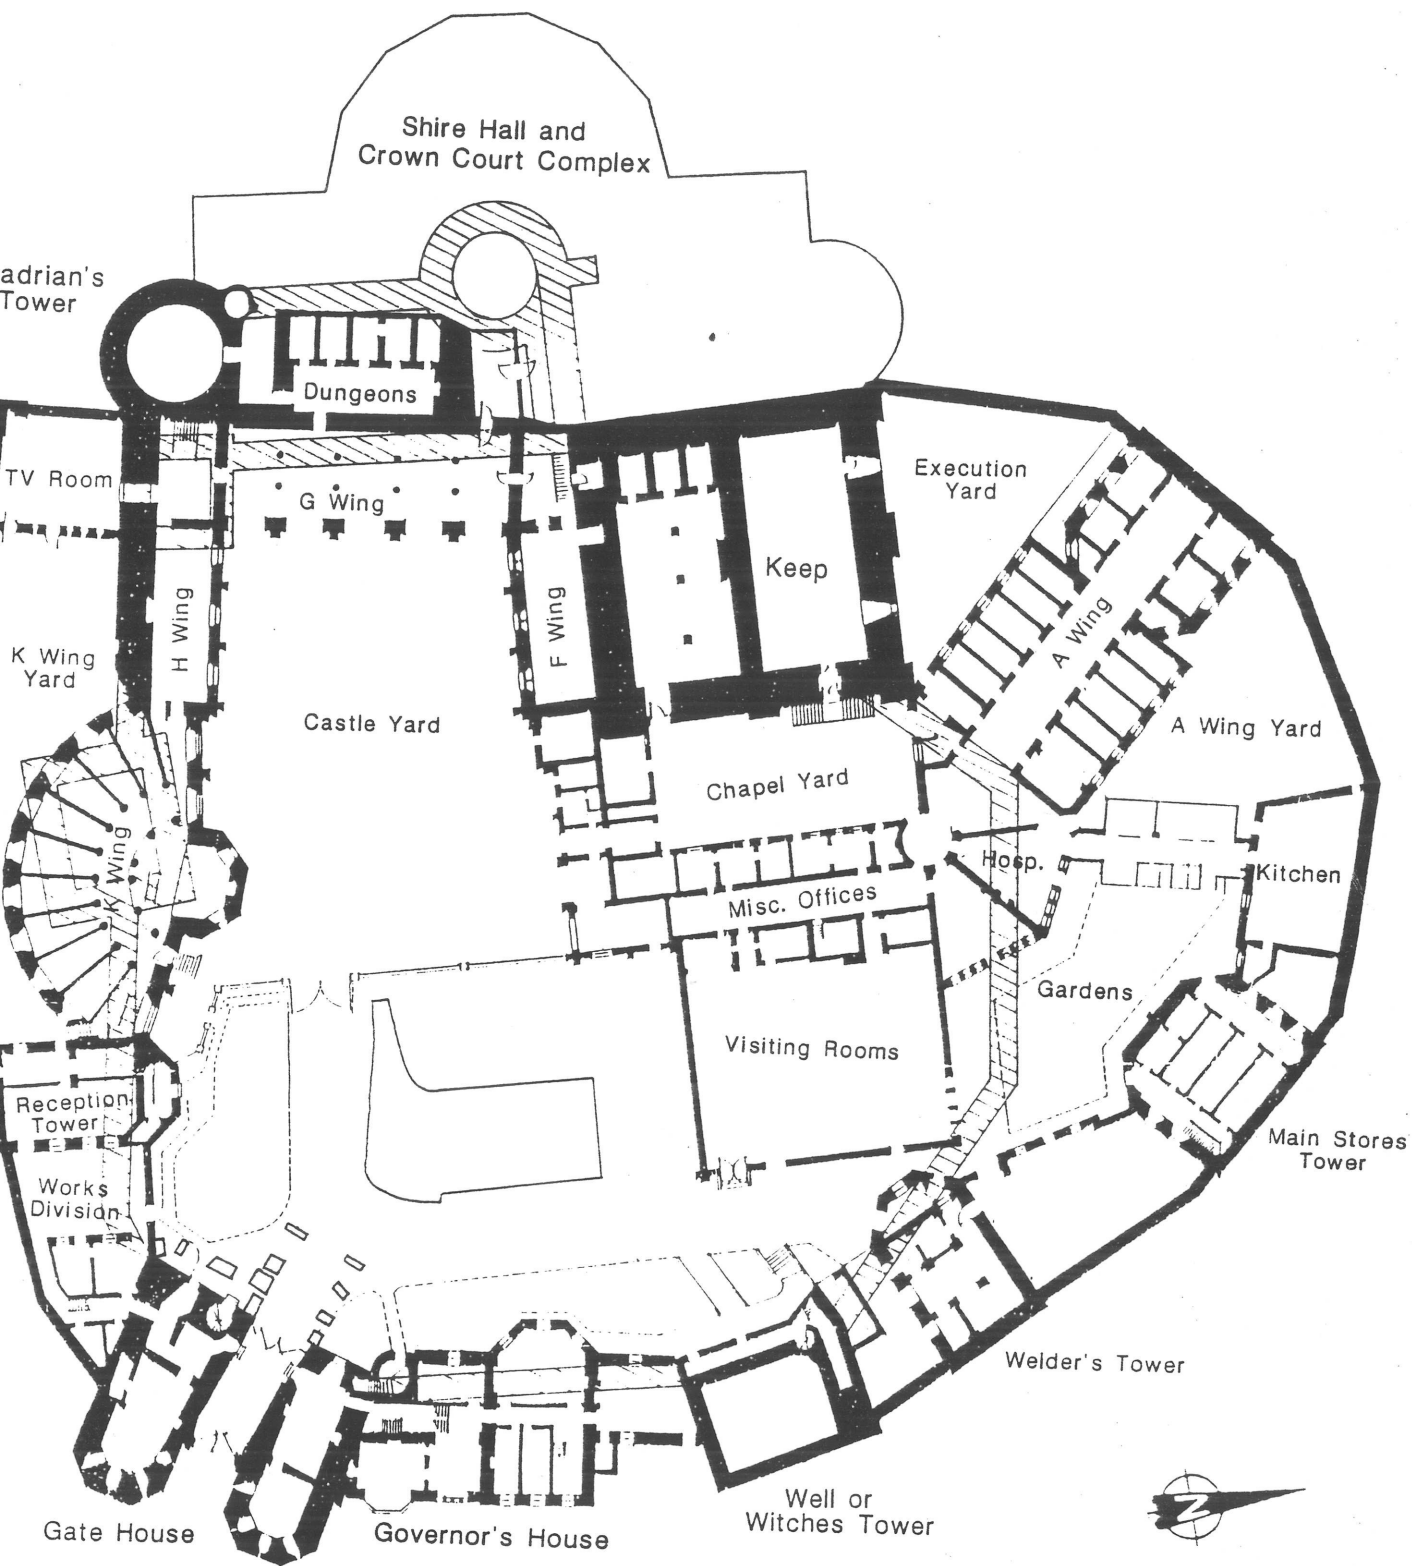 Shire Hall and
Crown Court Complex
adrian's
Tower
Dungeons
TV Room
G Wing
Execution
Yard
Keep
A Wing
F Wing
H Wing
K Wing
Yard
Castle Yard
A Wing Yard
Chapel Yard
K Wing
Hosp.
Kitchen
Misc. Offices
Gardens
Visiting Rooms
Reception
Tower
Main Stores
Tower
Works
Division
Welder's Tower
Well or
Witches Tower
Gate House
Governor's House
N